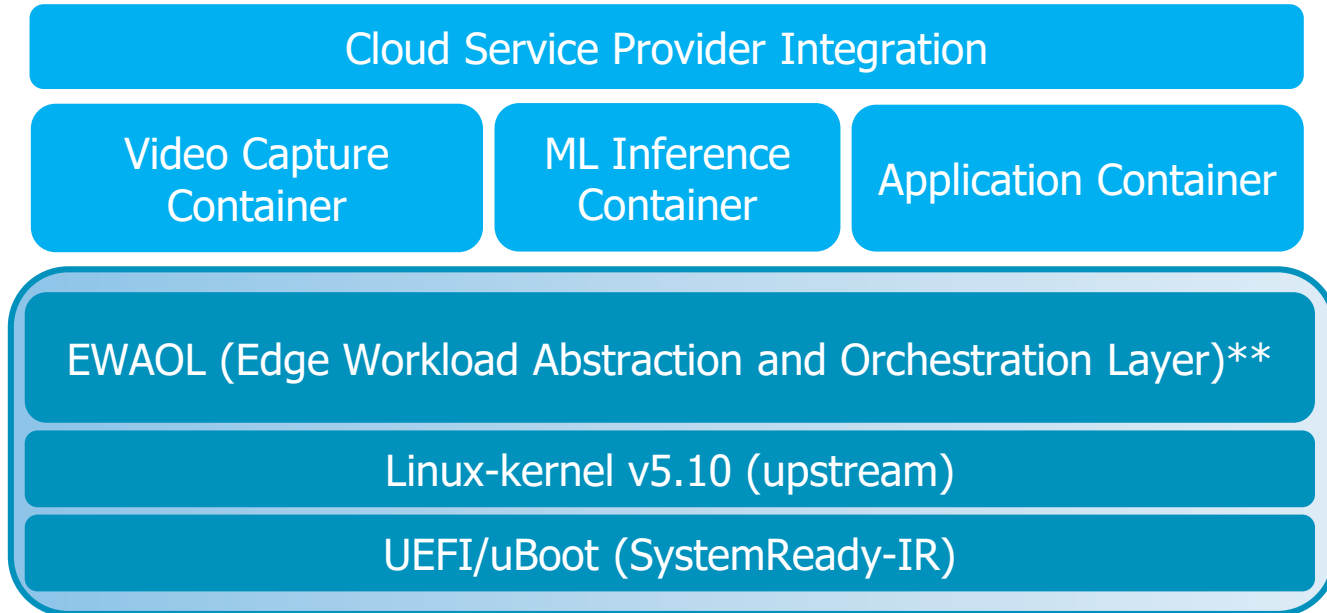 Cloud Service Provider Integration
Video Capture
Container
ML Inference
Container
Application Container
EWAOL (Edge Workload Abstraction and Orchestration Layer)**
Linux-kernel v5.10 (upstream)
UEFI/uBoot (SystemReady-IR)